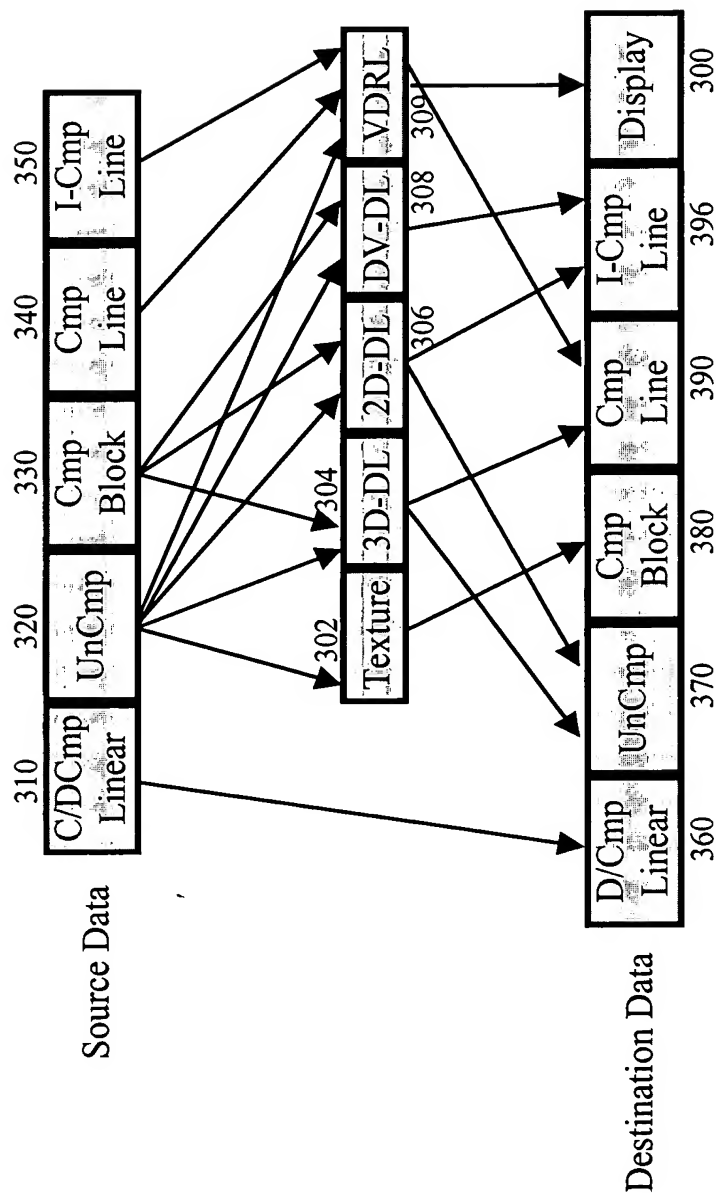 310
320
330
340
350
Source Data
C/DCmp
Linear
UnCmp
Cmp
Block
Cmp
Line
I-Cmp
Line
302
304
Texture
3D-DL
2D-DL
DV-DL
VDRL
306
308
309
Destination Data
D/Cmp
Linear
UnCmp
Cmp
Block
Cmp
Line
I-Cmp
Line
Display
360
370
380
390
396
300